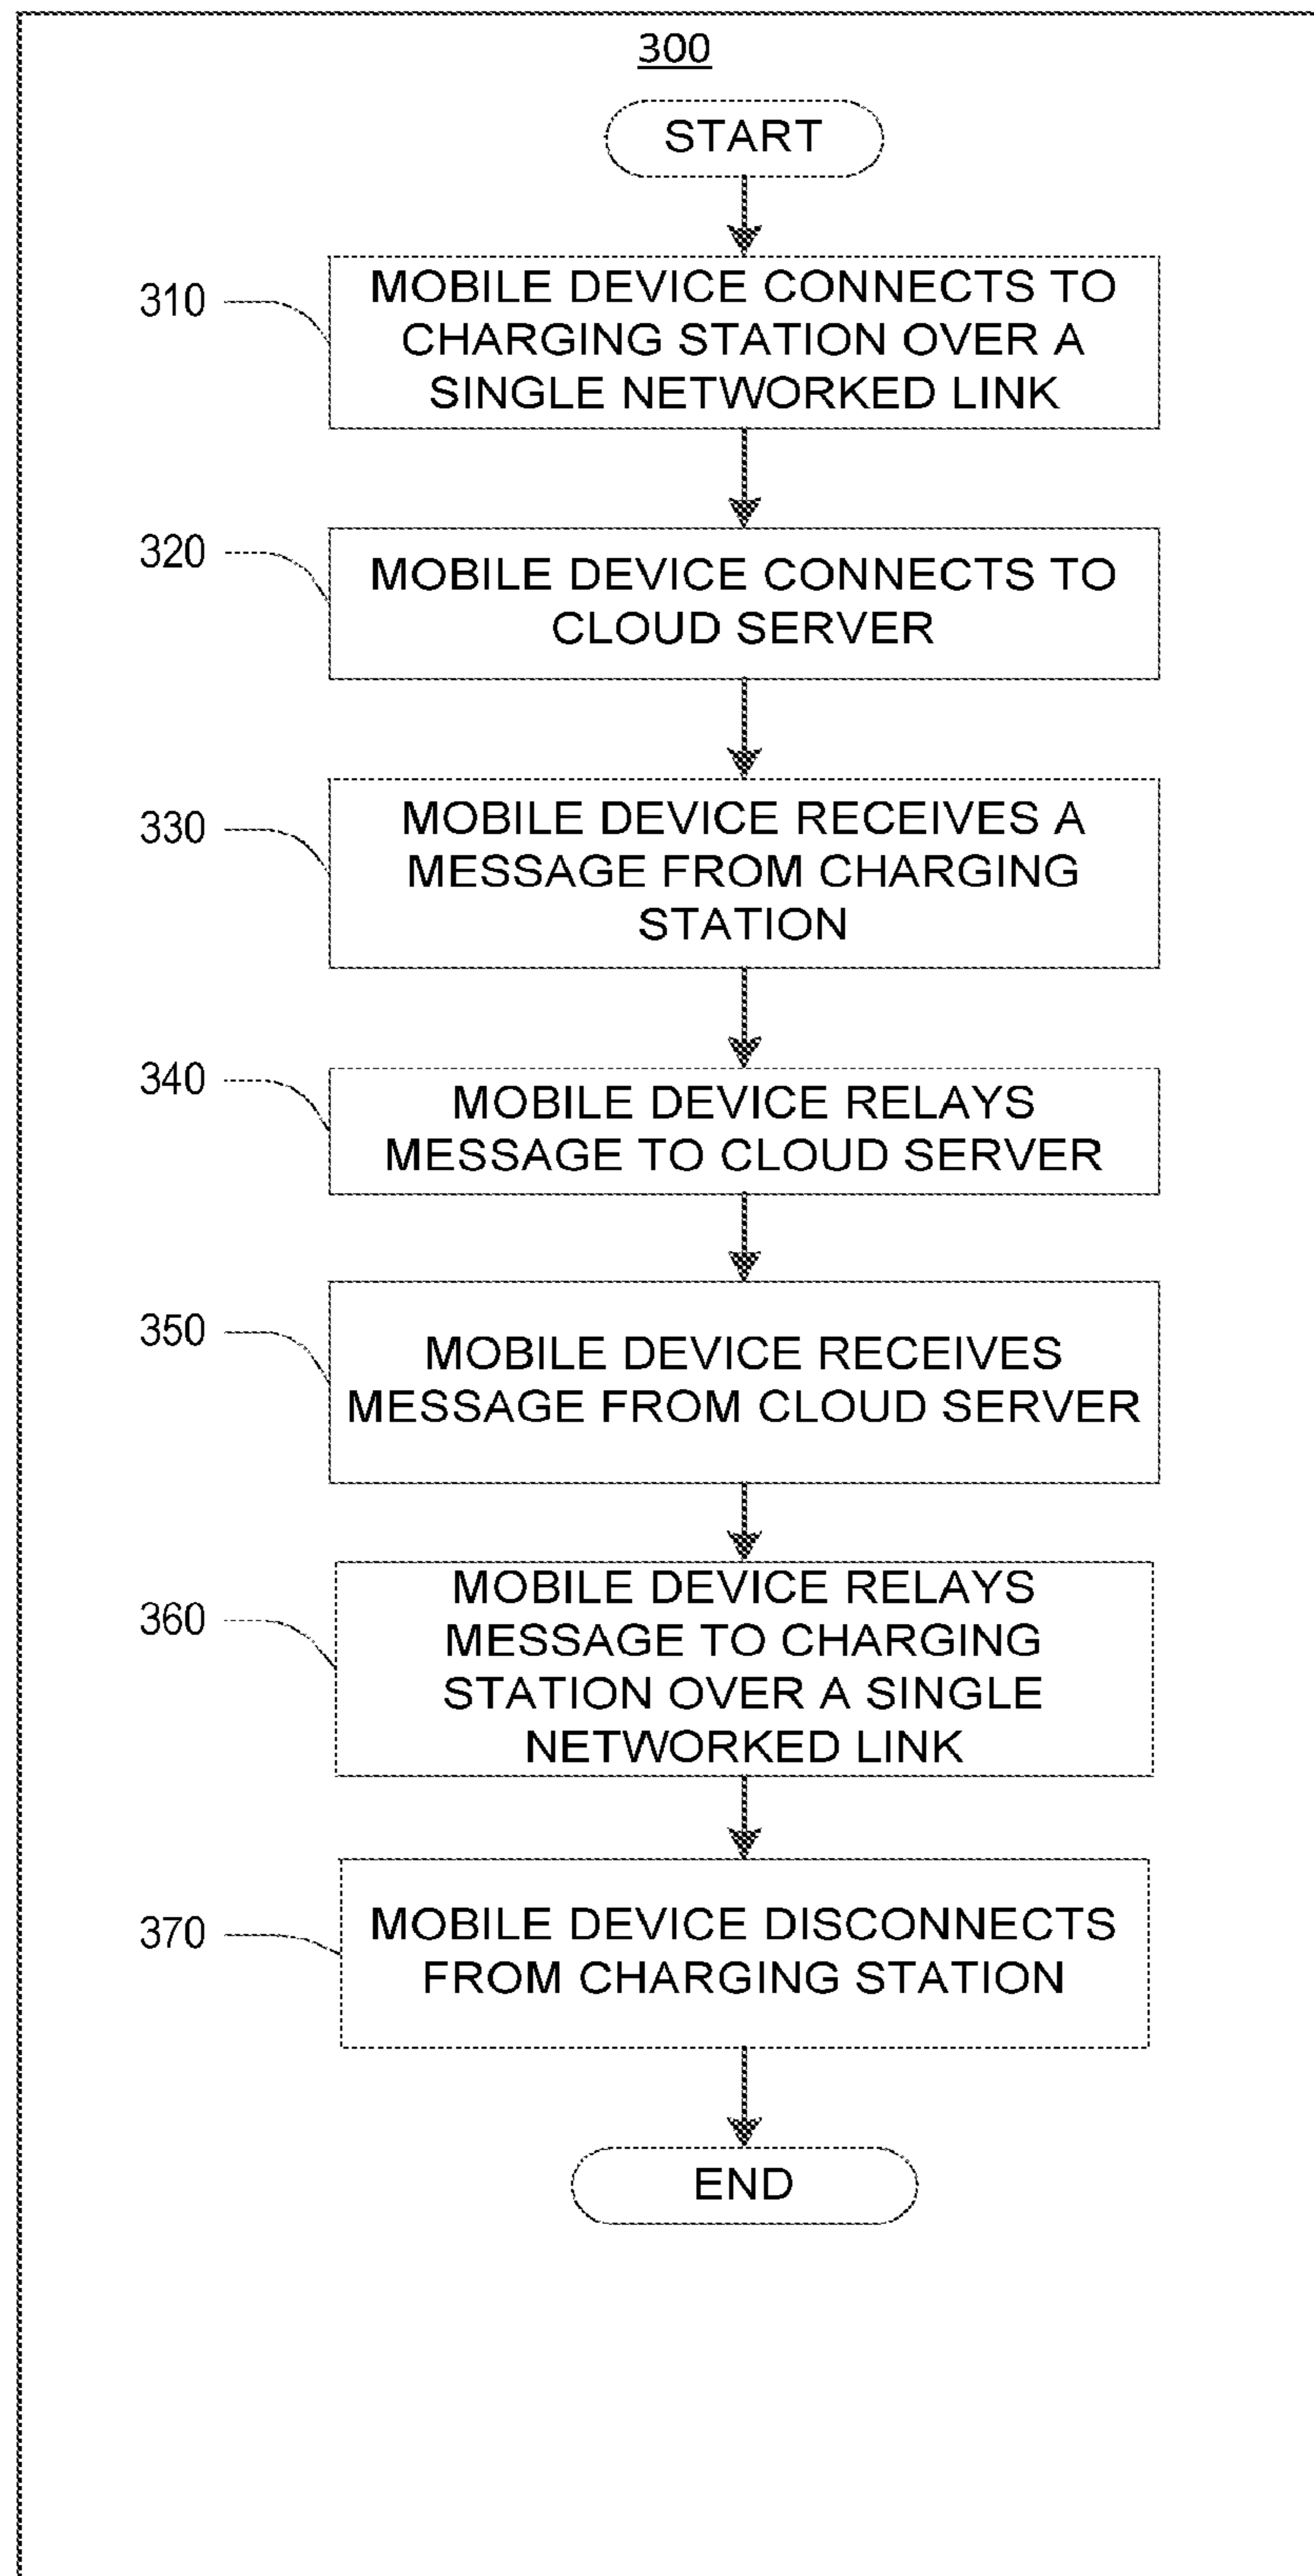 300
START
310
MOBILE DEVICE CONNECTS TO
CHARGING STATION OVER A
SINGLE NETWORKED LINK
320
MOBILE DEVICE CONNECTS TO
CLOUD SERVER
330
MOBILE DEVICE RECEIVES A
MESSAGE FROM CHARGING
STATION
340
MOBILE DEVICE RELAYS
MESSAGE TO CLOUD SERVER
350
MOBILE DEVICE RECEIVES
MESSAGE FROM CLOUD SERVER
360
MOBILE DEVICE RELAYS
MESSAGE TO CHARGING
STATION OVER A SINGLE
NETWORKED LINK
370
MOBILE DEVICE DISCONNECTS
FROM CHARGING STATION
END